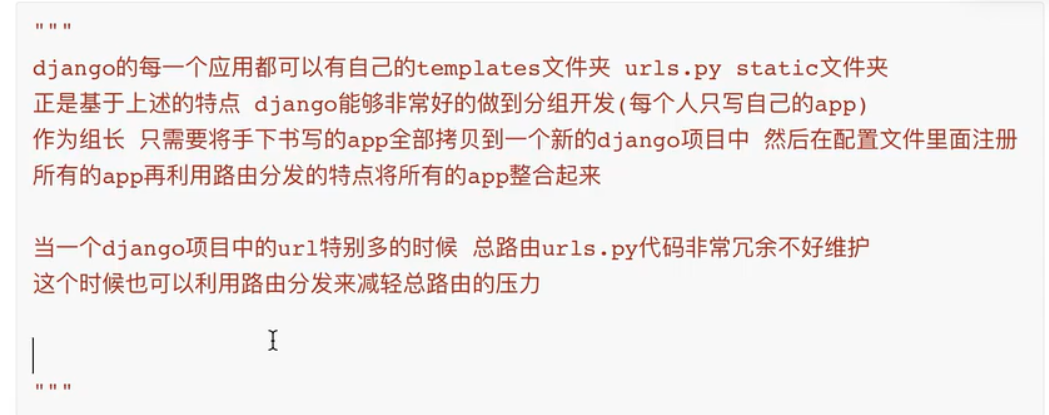 """
django的每一个应用都可以有自己的templates文件夹 urls.py static文件夹
正是基于上述的特点 django能够非常好的做到分组开发(每个人只写自己的app)
作为组长 只需要将手下书写的app全部拷贝到一个新的django项目中 然后在配置文件里面注册
所有的app再利用路由分发的特点将所有的app整合起来
当一个django项目中的url特别多的时候 总路由urls.py代码非常冗余不好维护
这个时候也可以利用路由分发来减轻总路由的压力
"""